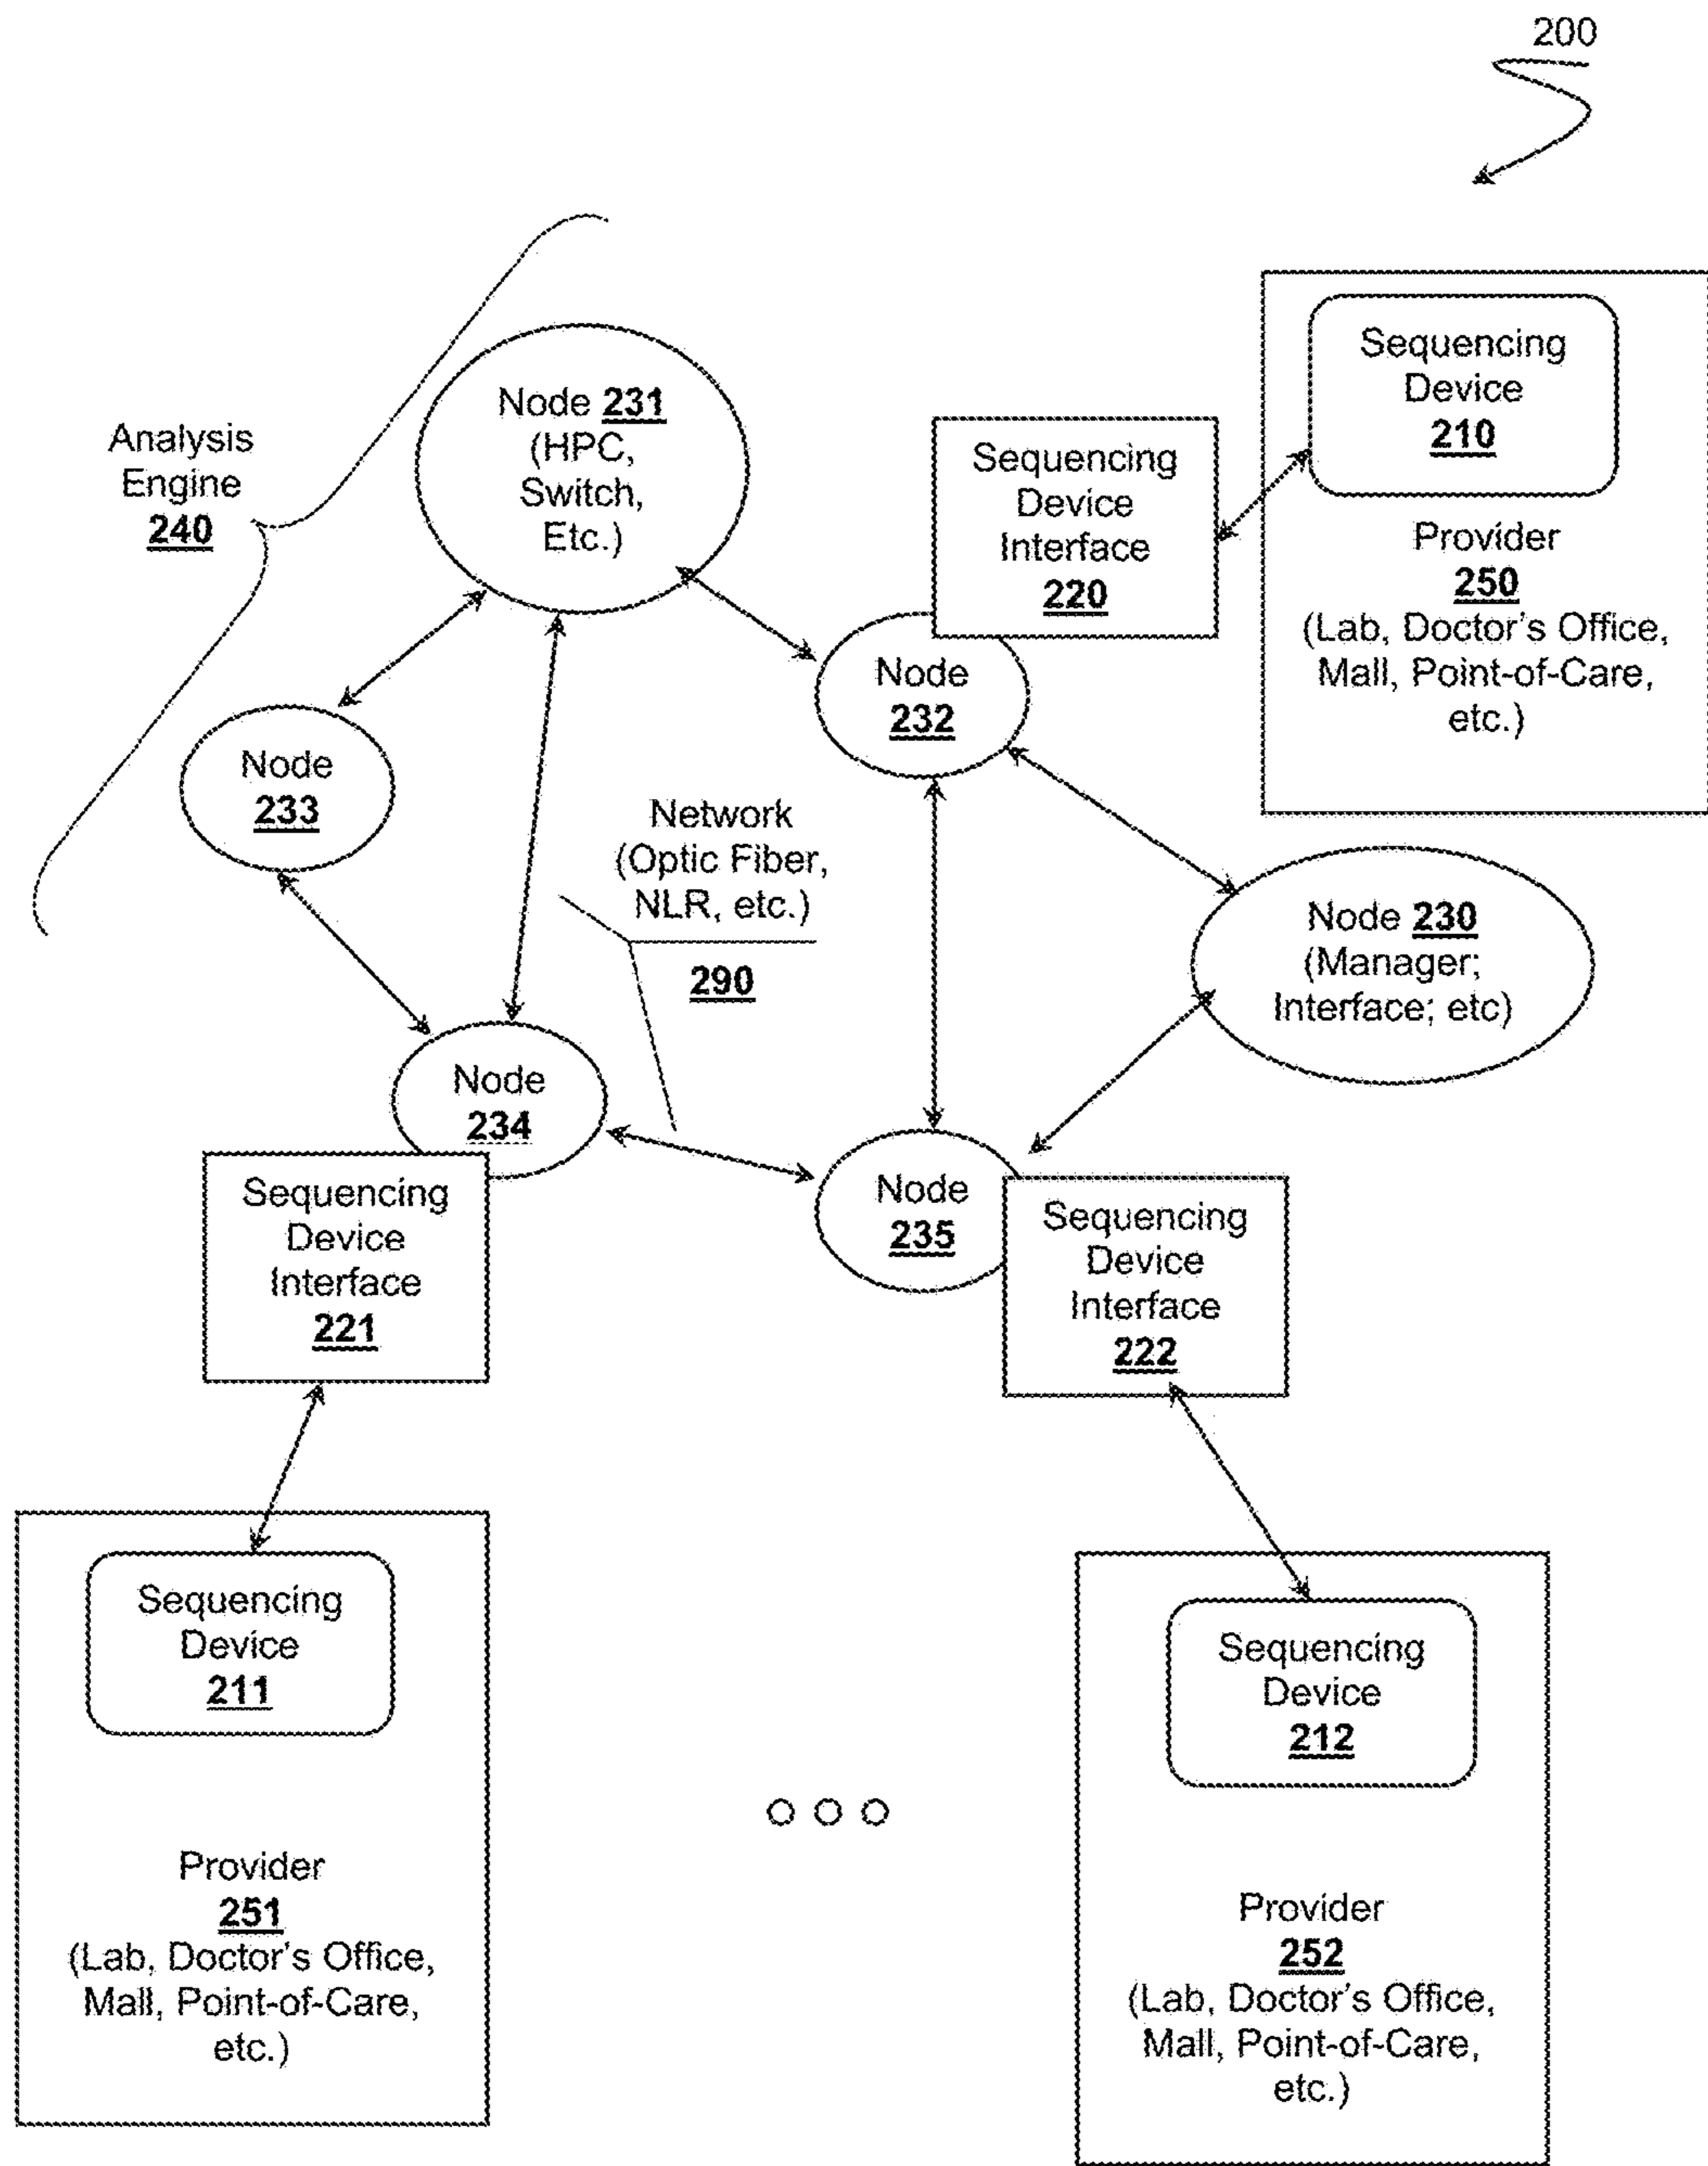 200
Sequencing
Device
210
Provider
250
(Lab, Doctor's Office,
Mall, Point-of-Care,
etc.)
Sequencing
Device
Interface
220
Node 231
(HPC,
Switch,
Etc.)
Analysis
Engine
240
Node
232
Node
233
Network
(Optic Fiber,
NLR, etc.)
290
Node 230
(Manager;
Interface; etc)
Node
234
Sequencing
Device
Interface
221
Node
235
Sequencing
Device
Interface
222
Sequencing
Device
211
Provider
251
(Lab, Doctor's Office,
Mall, Point-of-Care,
etc.)
Sequencing
Device
212
Provider
252
(Lab, Doctor's Office,
Mall, Point-of-Care,
etc.)